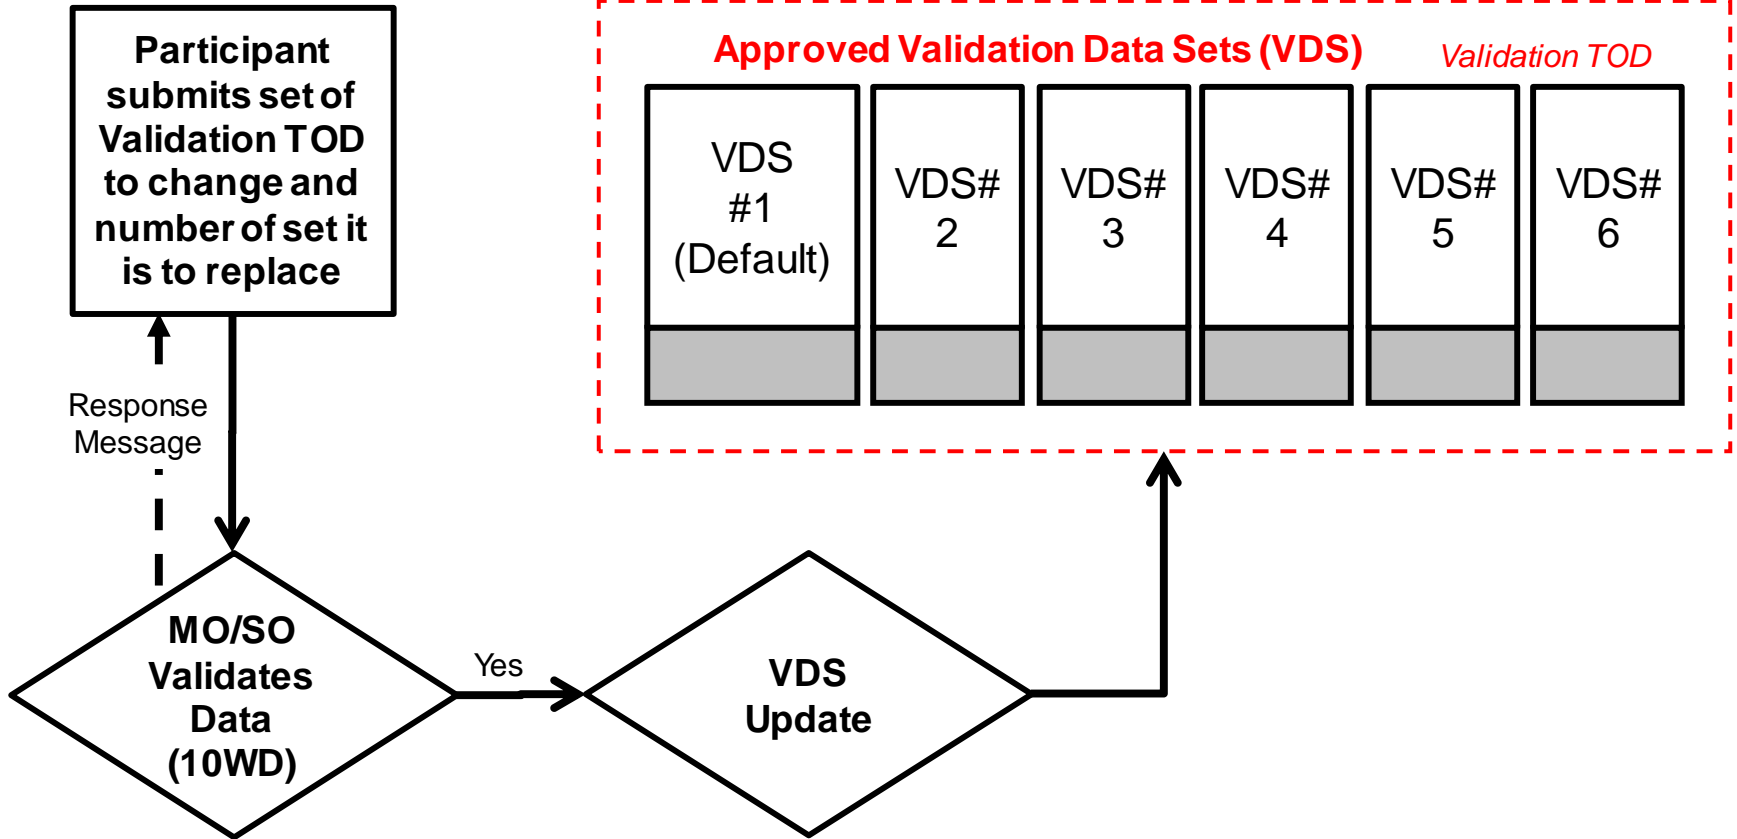 Participant
submits set of
Validation TOD
to change and
number of set it
is to replace
Approved Validation Data Sets (VDS)
Validation TOD
VDS
#1
(Default)
VDS#
2
VDS#
3
VDS#
4
VDS#
5
VDS#
6
Response
Message
MO/SO
Validates
Data
(10WD)
Yes
VDS
Update